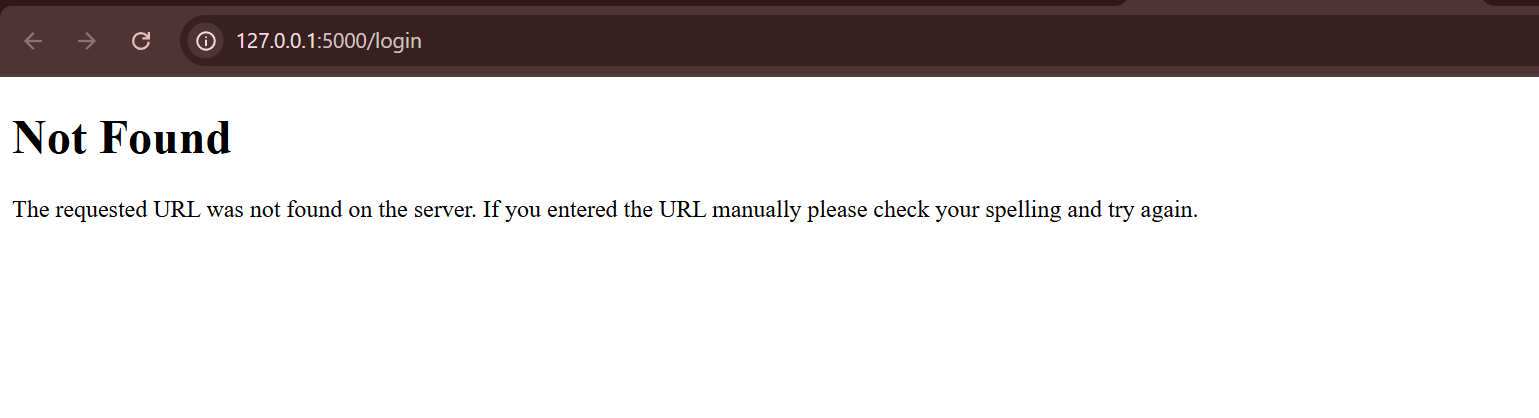 127.0.0.1:5000/login
Not Found
The requested URL was not found on the server. If you entered the URL manually please check your spelling and try again.